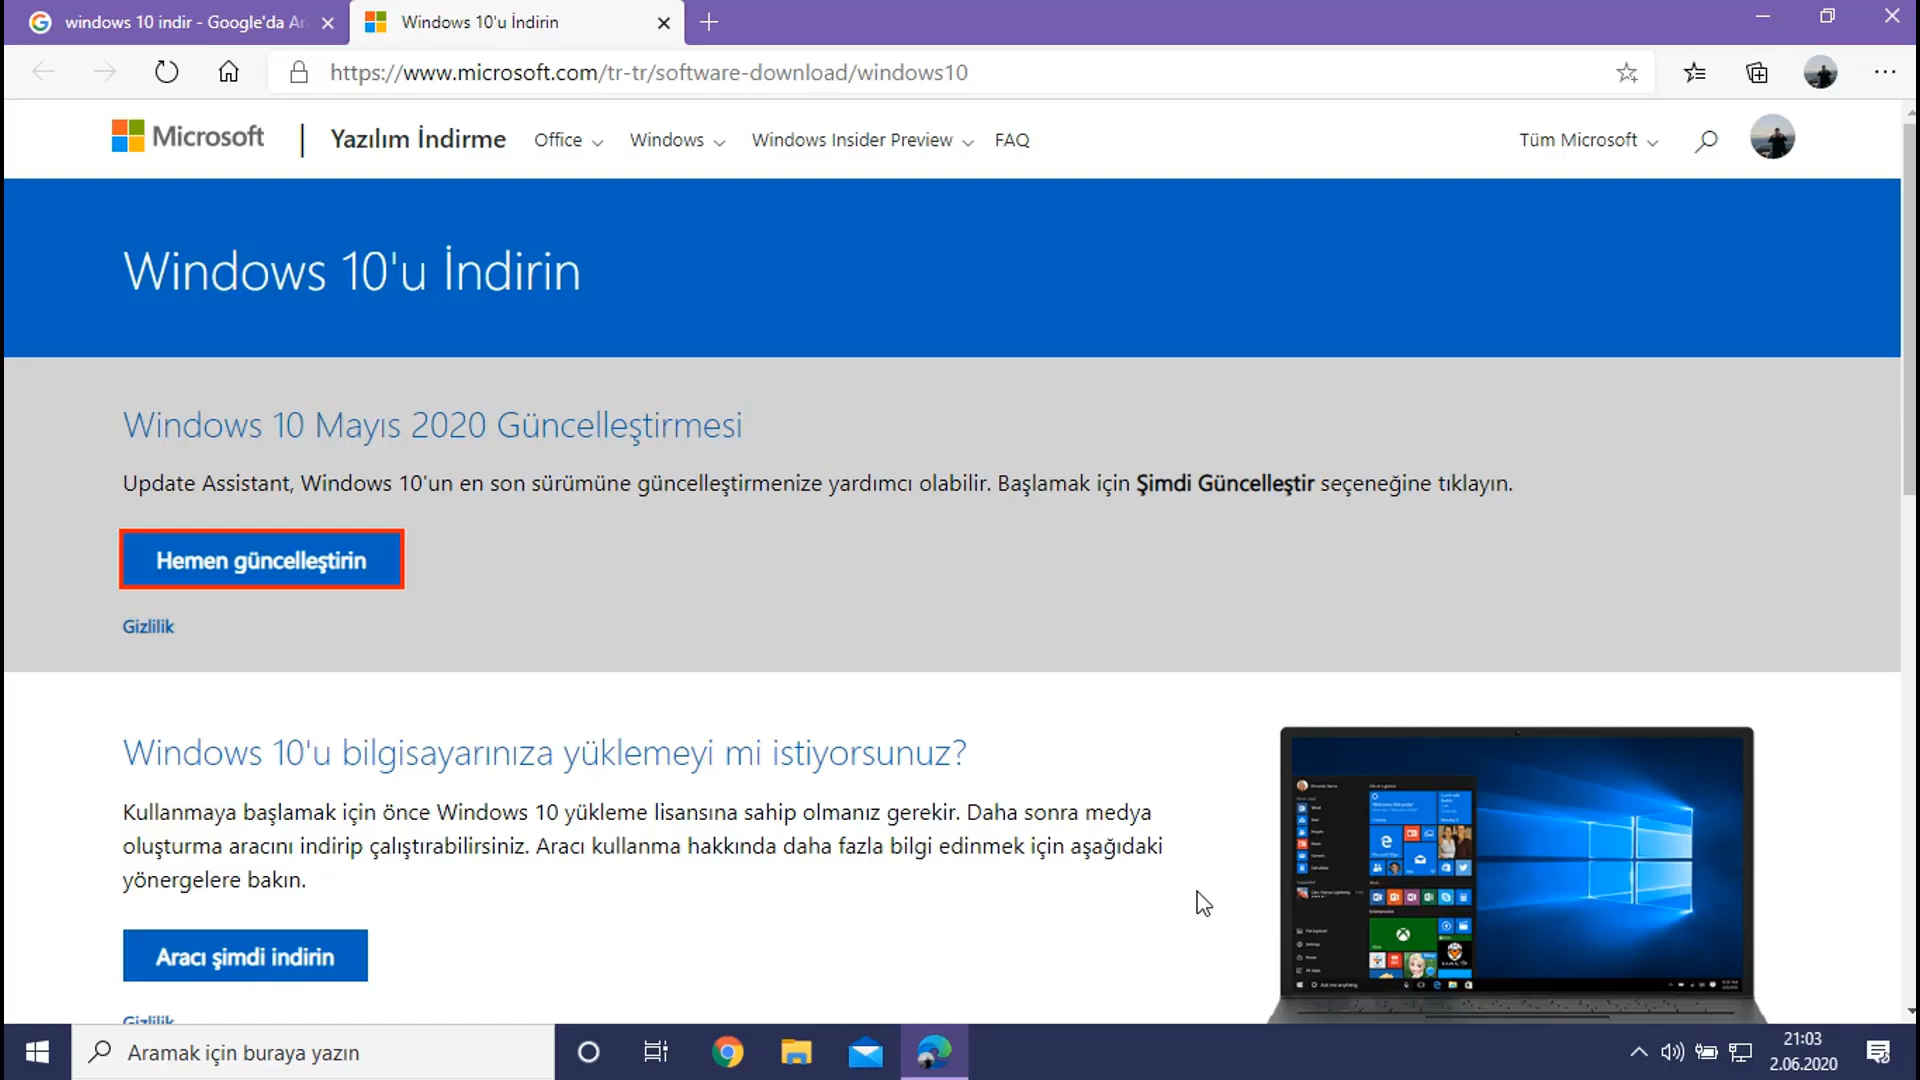 windows 10 indir - Google'da Ar
Windows 10'u İndirin
https://www.microsoft.com/tr-tr/software-download/windows10
Microsoft
Yazılım İndirme
Office
Windows
Windows Insider Preview
FAQ
Tüm Microsoft
Windows 10'u İndirin
Windows 10 Mayıs 2020 Güncelleştirmesi
Update Assistant, Windows 10'un en son sürümüne güncelleştirmenize yardımcı olabilir. Başlamak için Şimdi Güncelleştir seçeneğine tıklayın.
Hemen güncelleştirin
Gizlilik
Windows 10'u bilgisayarınıza yüklemeyi mi istiyorsunuz?
Kullanmaya başlamak için önce Windows 10 yükleme lisansına sahip olmanız gerekir. Daha sonra medya
oluşturma aracını indirip çalıştırabilirsiniz. Aracı kullanma hakkında daha fazla bilgi edinmek için aşağıdaki
yönergelere bakın.
Aracı şimdi indirin
Gizlilik
Aramak için buraya yazın
21:03
2.06.2020